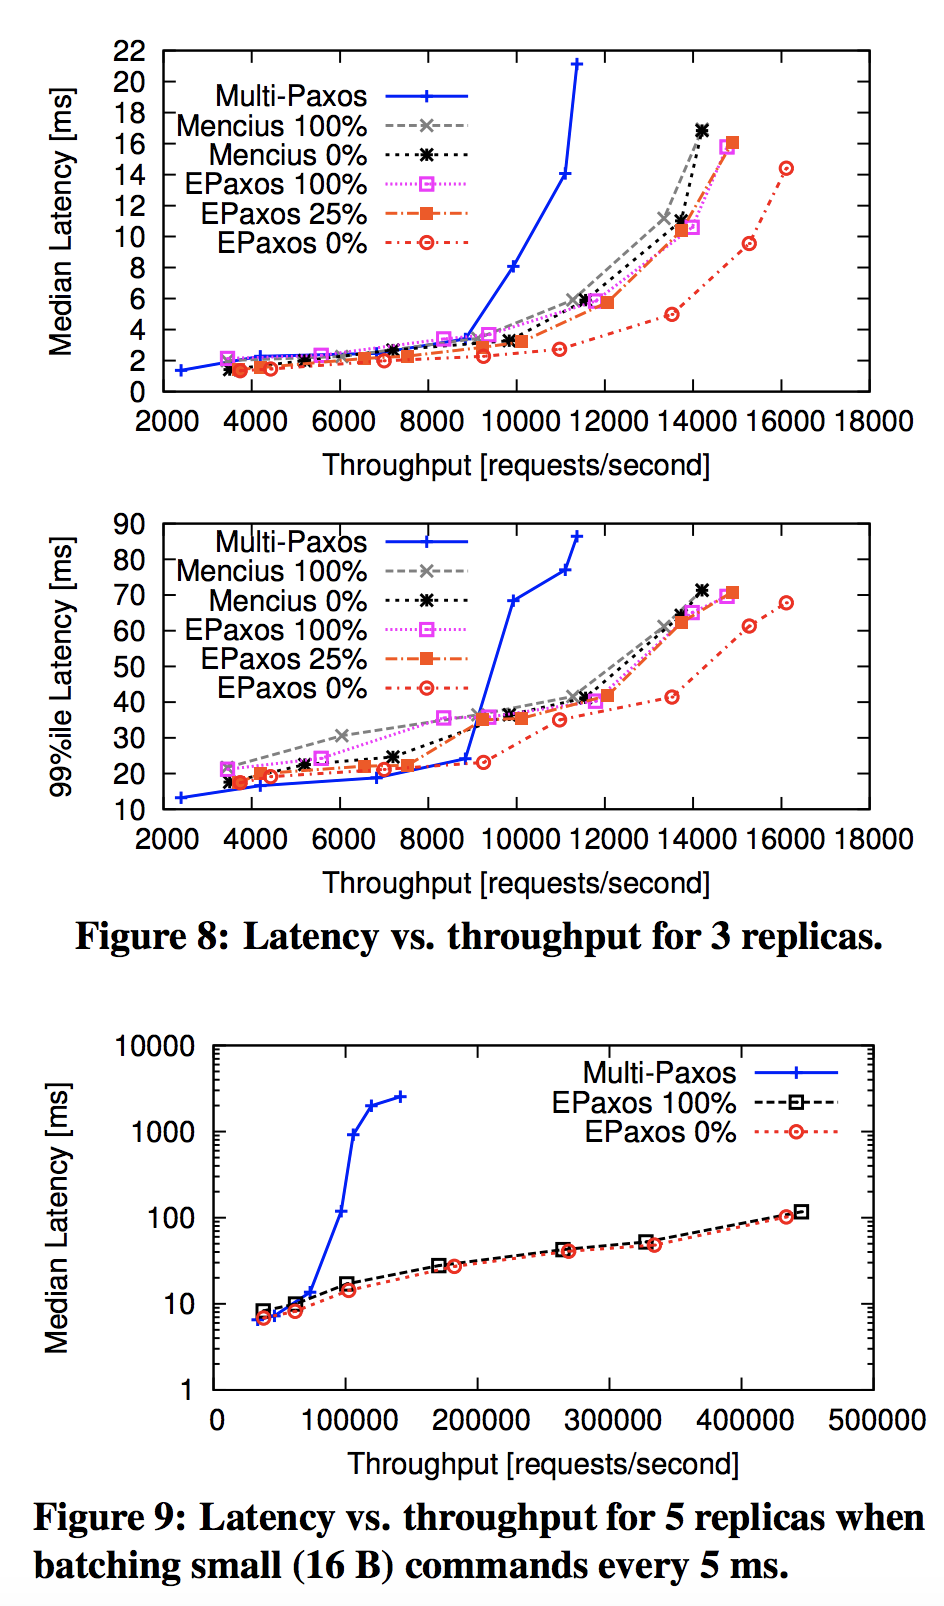 22
20
18
16
14
12
10
8
6
4
2
0
Median Latency [ms]
Multi-Paxos
Mencius 100%
Mencius 0%
EPaxos 100%
EPaxos 25%
EPaxos 0%
2000 4000 6000 8000 10000 12000 14000 16000 18000
Throughput [requests/second]
90
80
70
60
50
40
30
20
10
99%ile Latency [ms]
Multi-Paxos
Mencius 100%
Mencius 0%
EPaxos 100%
EPaxos 25%
EPaxos 0%
2000 4000 6000 8000 10000 12000 14000 16000 18000
Throughput [requests/second]
Figure 8: Latency vs. throughput for 3 replicas.
10000
1000
100
10
1
Median Latency [ms]
Multi-Paxos
EPaxos 100%
EPaxos 0%
0 100000 200000 300000 400000 500000
Throughput [requests/second]
Figure 9: Latency vs. throughput for 5 replicas when
batching small (16 B) commands every 5 ms.